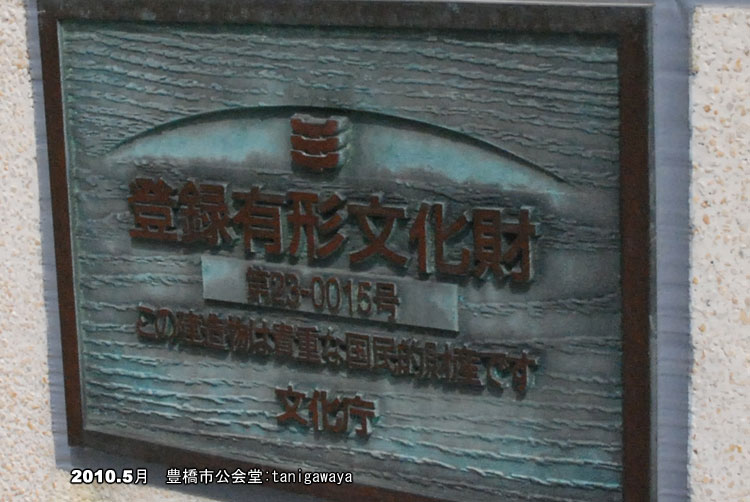 登録有形文化財
第23-0015号
この建造物は貴重な国民的財産です
文化庁
2010.5月 豊橋市公会堂:tanigawaya